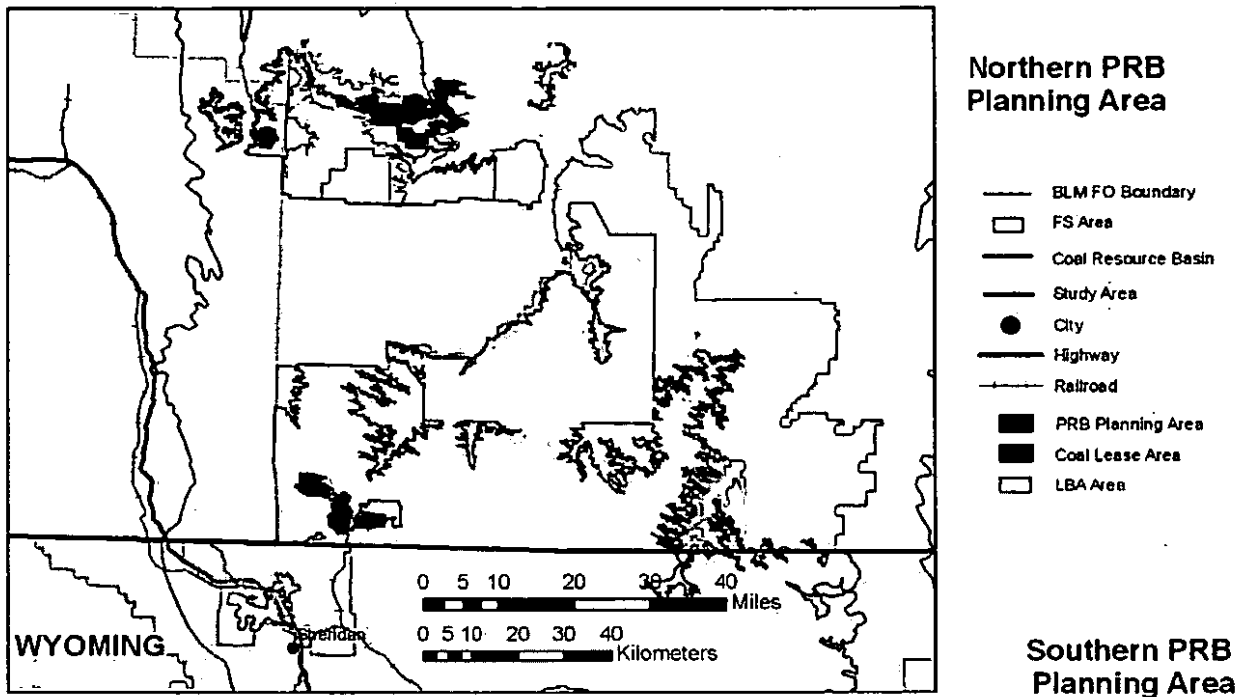 Northern PRB
Planning Area
BLM FO Boundary
FS Area
Coal Resource Basin
Study Area
City
Highway
Railroad
PRB Planning Area
Coal Lease Area
LBA Area
0 5 10 20 30 40
Miles
0 5 10 20 30 40
Kilometers
WYOMING
Sheridan
Southern PRB
Planning Area